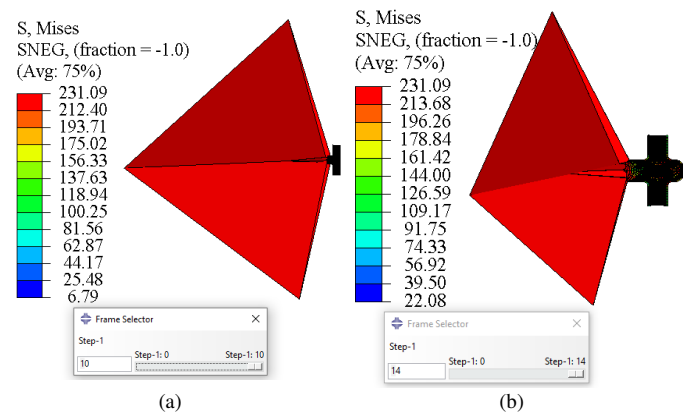 S, Mises
SNEG, (fraction = -1.0)
(Avg: 75%)
231.09
212.40
193.71
175.02
156.33
137.63
118.94
100.25
81.56
62.87
44.17
25.48
6.79
Frame Selector
Step-1
Step-1: 0 Step-1: 10
10
(a)
S, Mises
SNEG, (fraction = -1.0)
(Avg: 75%)
231.09
213.68
196.26
178.84
161.42
144.00
126.59
109.17
91.75
74.33
56.92
39.50
22.08
Frame Selector
Step-1
Step-1: 0 Step-1: 14
14
(b)